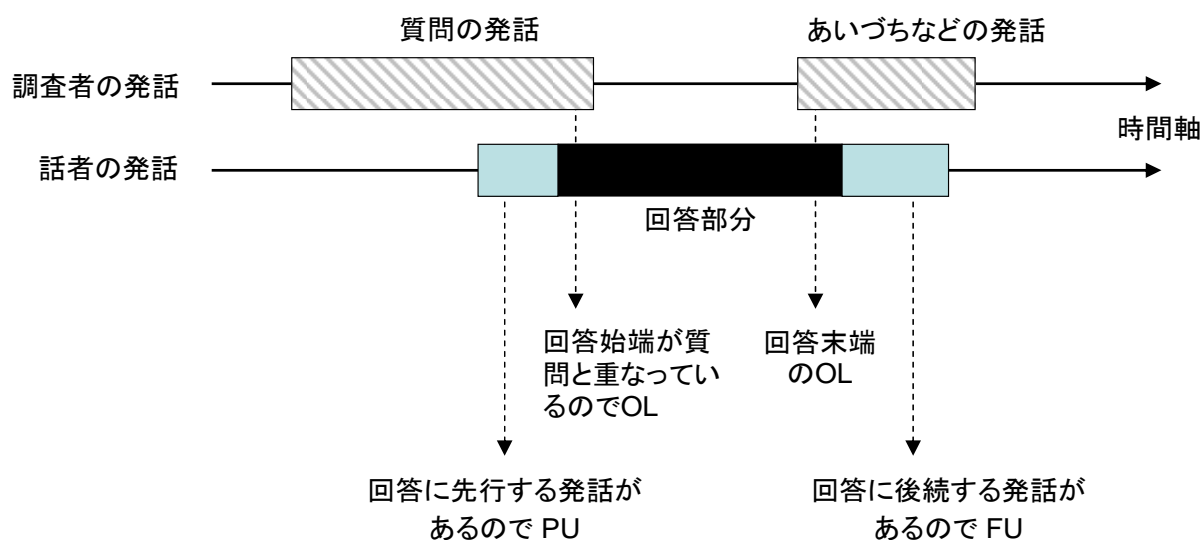 質問の発話
あいづちなどの発話
調査者の発話
時間軸
話者の発話
回答部分
回答始端が質
問と重なってい
るのでOL
回答末端
のOL
回答に先行する発話が
あるので PU
回答に後続する発話が
あるので FU